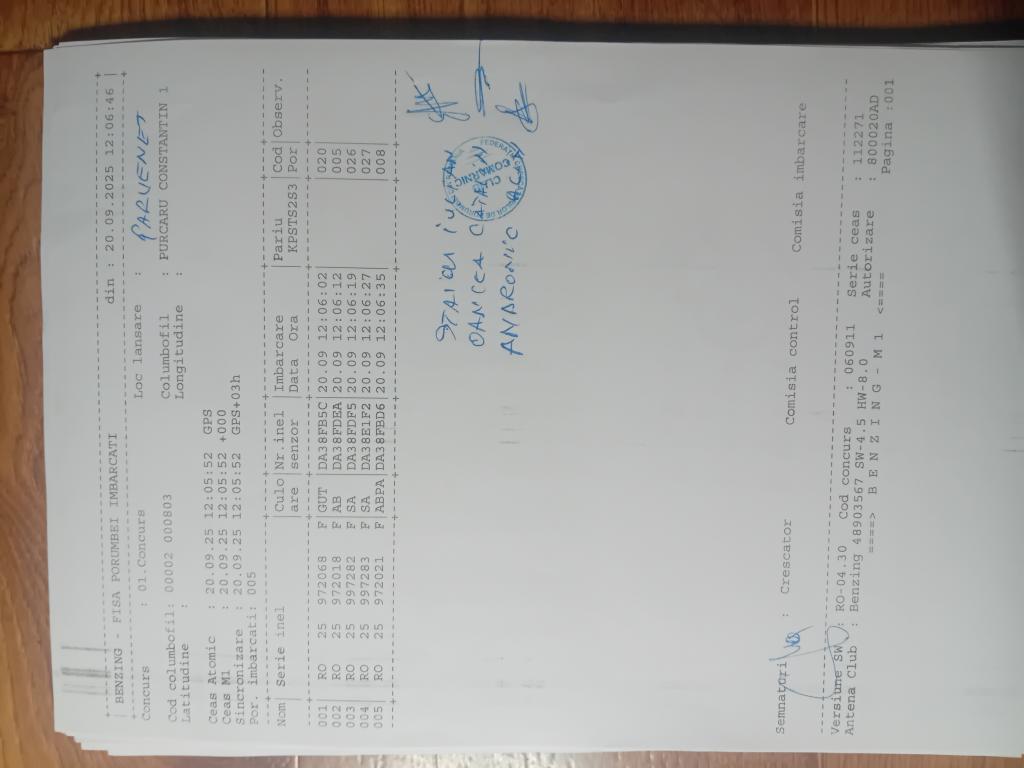 BENZING - FISA PORUMBEI IMBARCATI din : 20.09.2025 12:06:46
Concurs : 01.Concurs Loc lansare : PARVENET
Cod columbofil: 00002 000803 Columbofil : PURCARU CONSTANTIN 1
Latitudine : Longitudine :
Ceas Atomic : 20.09.25 12:05:52 GPS
Ceas M1 : 20.09.25 12:05:52 +000
Sincronizare : 20.09.25 12:05:52 GPS+03h
Por. imbarcati: 005
Nom| Serie inel |Culo|Nr.inel |Imbarcare |Pariu |Cod|Observ.
|are |senzor |Data Ora | KPSTS2S3|Por|
001| RO 25 972068 F|GUT |DA38FB5C|20.09 12:06:02| |020|
002| RO 25 972018 F|AB |DA38FDEA|20.09 12:06:12| |005|
003| RO 25 997282 F|SA |DA38FDF5|20.09 12:06:19| |026|
004| RO 25 997283 F|SA |DA38E1F2|20.09 12:06:27| |027|
005| RO 25 972021 F|ABPA|DA38FBD6|20.09 12:06:35| |008|
STAICU IULIAN
OANCEA CATALIN
ANDRONIC
CLUB
COMARNIC
Semnaturi : Crescator Comisia control Comisia imbarcare
Versiune SW : RO-04.30 Cod concurs : 060911 Serie ceas : 112271
Antena Club : Benzing 48903567 SW-4.5 HW-8.0 Autorizare : 800020AD
====> B E N Z I N G - M 1 <==== Pagina :001